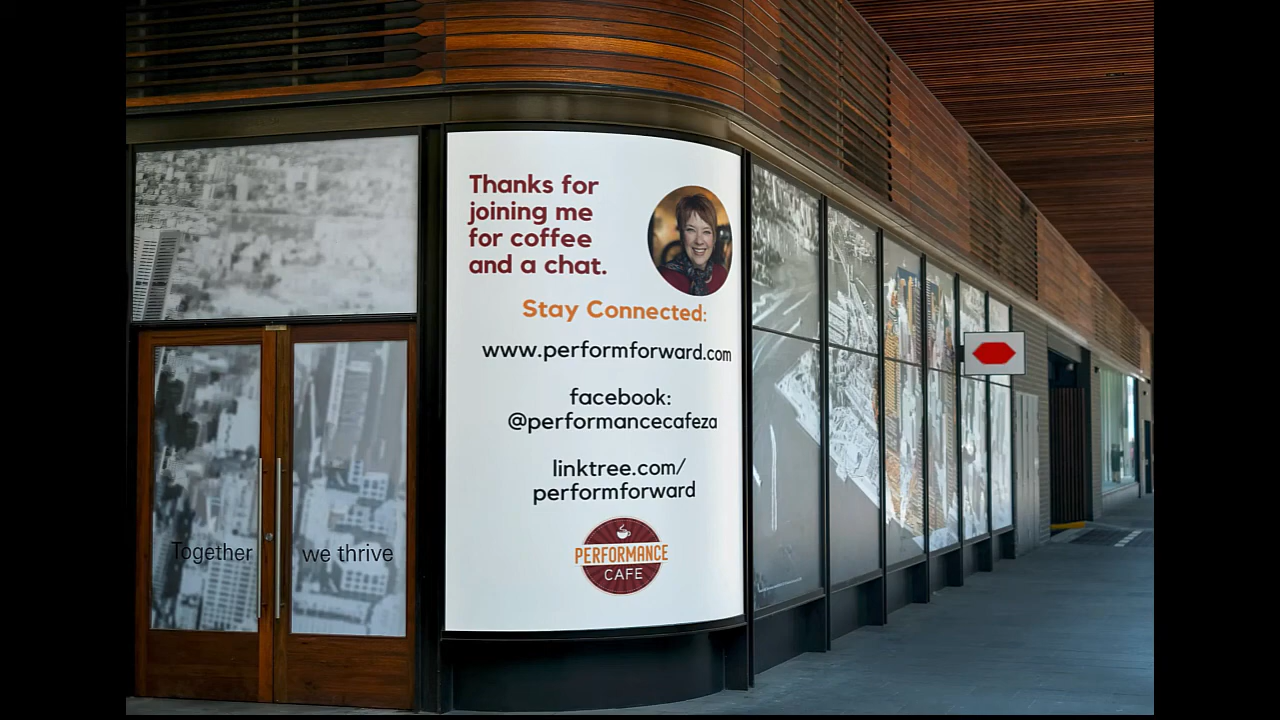 Thanks for
joining me
for coffee
and a chat.
Stay Connected:
www.performforward.com
facebook:
@performancecafeza
linktree.com/
performforward
PERFORMANCE
CAFE
Together we thrive